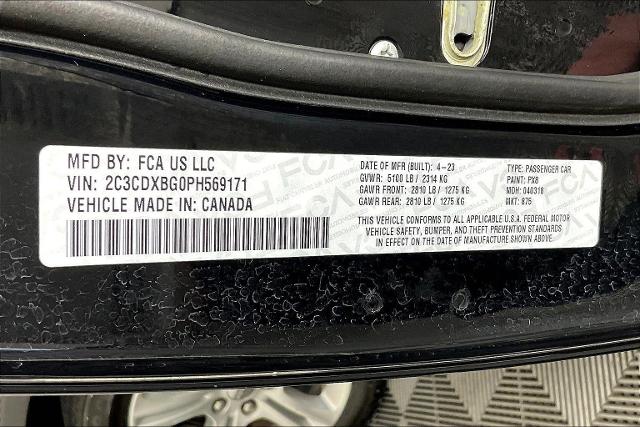 MFD BY: FCA US LLC
VIN: 2C3CDXBG0PH569171
VEHICLE MADE IN: CANADA
DATE OF MFR (BUILT): 4-23
GVWR: 5100 LB / 2314 KG
GAWR FRONT: 2810 LB / 1275 KG
GAWR REAR: 2810 LB / 1275 KG
TYPE: PASSENGER CAR
PAINT: PX8
MDH: 040318
MKT: B75
THIS VEHICLE CONFORMS TO ALL APPLICABLE U.S.A. FEDERAL MOTOR
VEHICLE SAFETY, BUMPER, AND THEFT PREVENTION STANDARDS
IN EFFECT ON THE DATE OF MANUFACTURE SHOWN ABOVE.